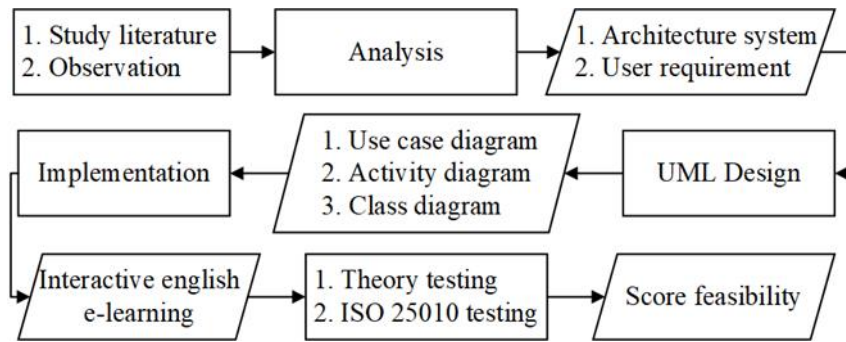 1. Study literature
2. Observation
Analysis
1. Architecture system
2. User requirement
Implementation
1. Use case diagram
2. Activity diagram
3. Class diagram
UML Design
Interactive english
e-learning
1. Theory testing
2. ISO 25010 testing
Score feasibility